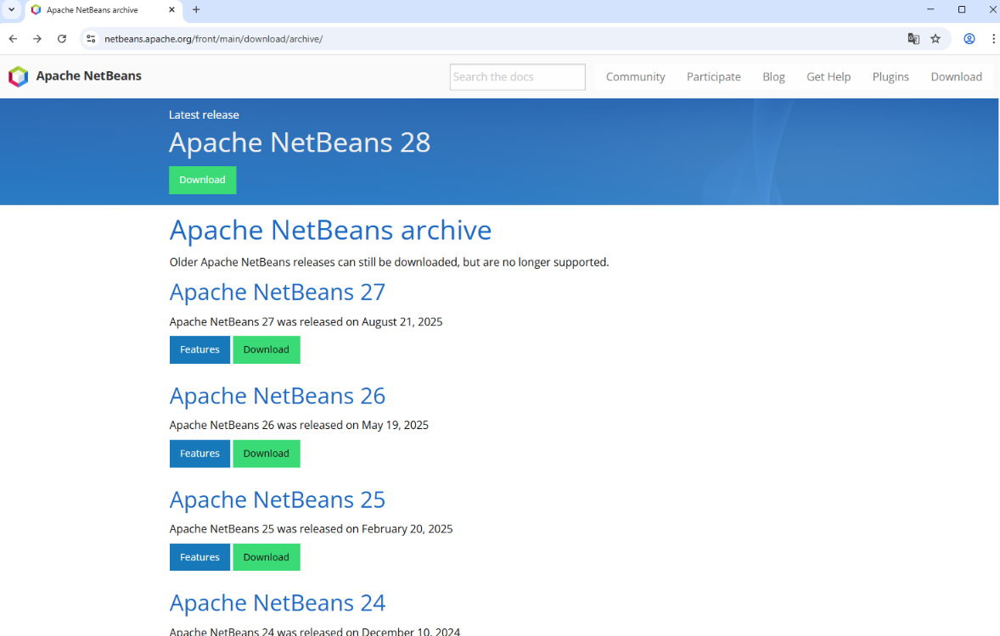 Apache NetBeans archive
netbeans.apache.org/front/main/download/archive/
Apache NetBeans
Search the docs
Community
Participate
Blog
Get Help
Plugins
Download
Latest release
Apache NetBeans 28
Download
Apache NetBeans archive
Older Apache NetBeans releases can still be downloaded, but are no longer supported.
Apache NetBeans 27
Apache NetBeans 27 was released on August 21, 2025
Features Download
Apache NetBeans 26
Apache NetBeans 26 was released on May 19, 2025
Features Download
Apache NetBeans 25
Apache NetBeans 25 was released on February 20, 2025
Features Download
Apache NetBeans 24
Apache NetBeans 24 was released on December 10, 2024